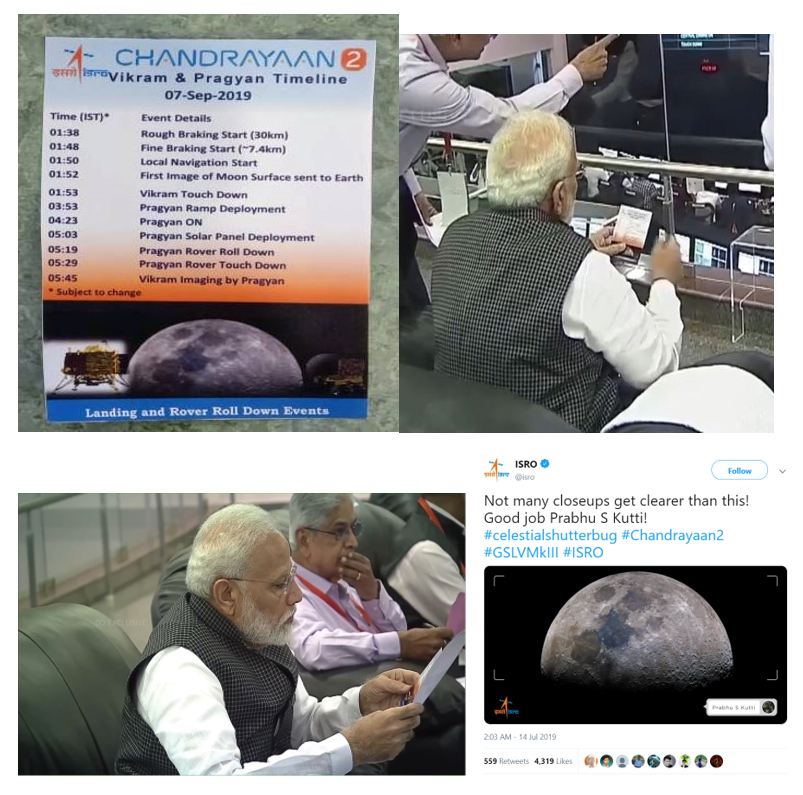 CHANDRAYAAN 2
इसरो isro
Vikram & Pragyan Timeline
07-Sep-2019
Time (IST)* Event Details
01:38 Rough Braking Start (30km)
01:48 Fine Braking Start (~7.4km)
01:50 Local Navigation Start
01:52 First Image of Moon Surface sent to Earth
01:53 Vikram Touch Down
03:53 Pragyan Ramp Deployment
04:23 Pragyan ON
05:03 Pragyan Solar Panel Deployment
05:19 Pragyan Rover Roll Down
05:29 Pragyan Rover Touch Down
05:45 Vikram Imaging by Pragyan
* Subject to change
Landing and Rover Roll Down Events
TOUCH DOWN
ISRO
@isro
इसरो isro
Follow
Not many closeups get clearer than this!
Good job Prabhu S Kutti!
#celestialshutterbug #Chandrayaan2
#GSLVMkIII #ISRO
इसरो isro
Prabhu S Kutti
2:03 AM - 14 Jul 2019
559 Retweets 4,319 Likes